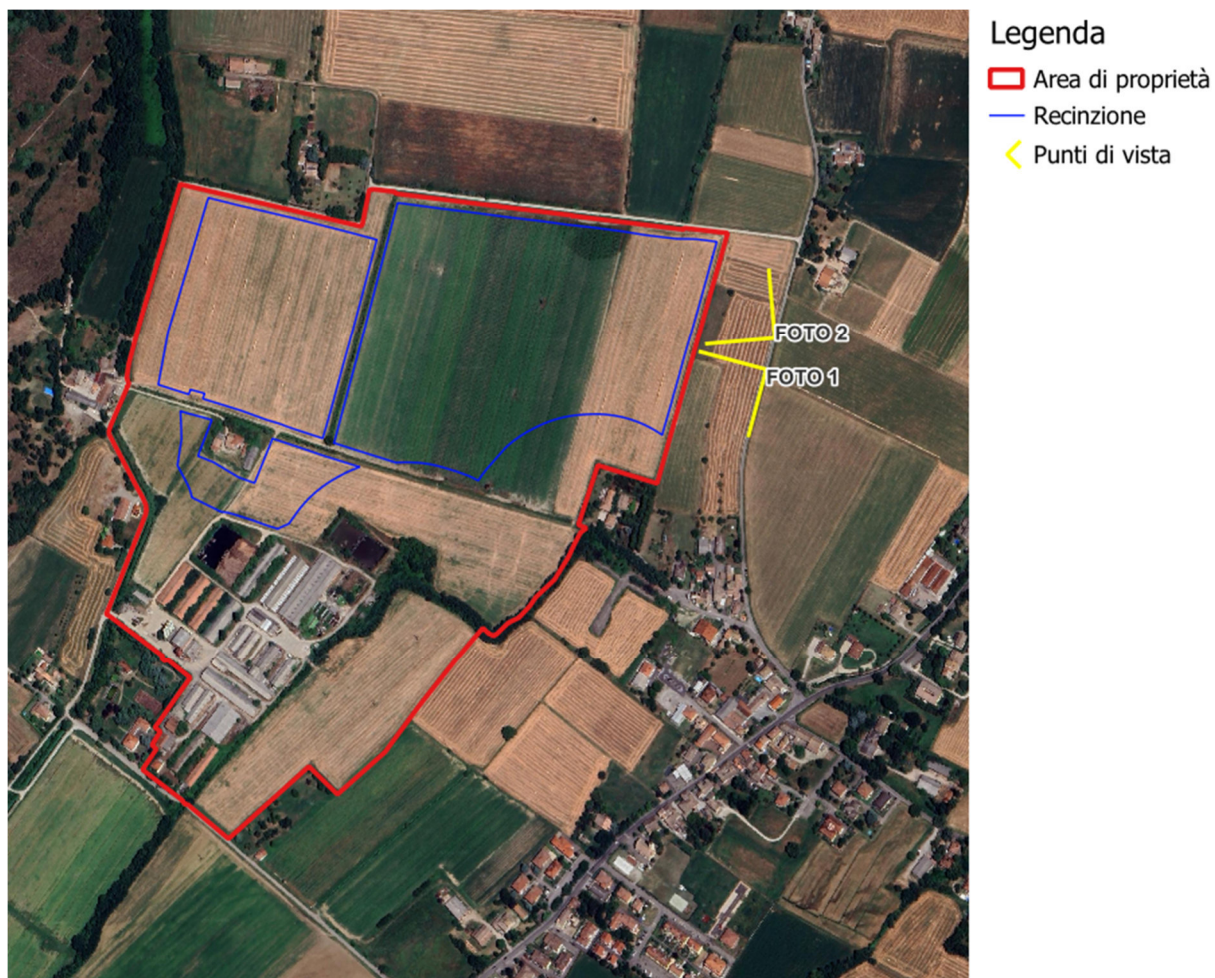 Legenda
Area di proprietà
Recinzione
Punti di vista
FOTO 2
FOTO 1